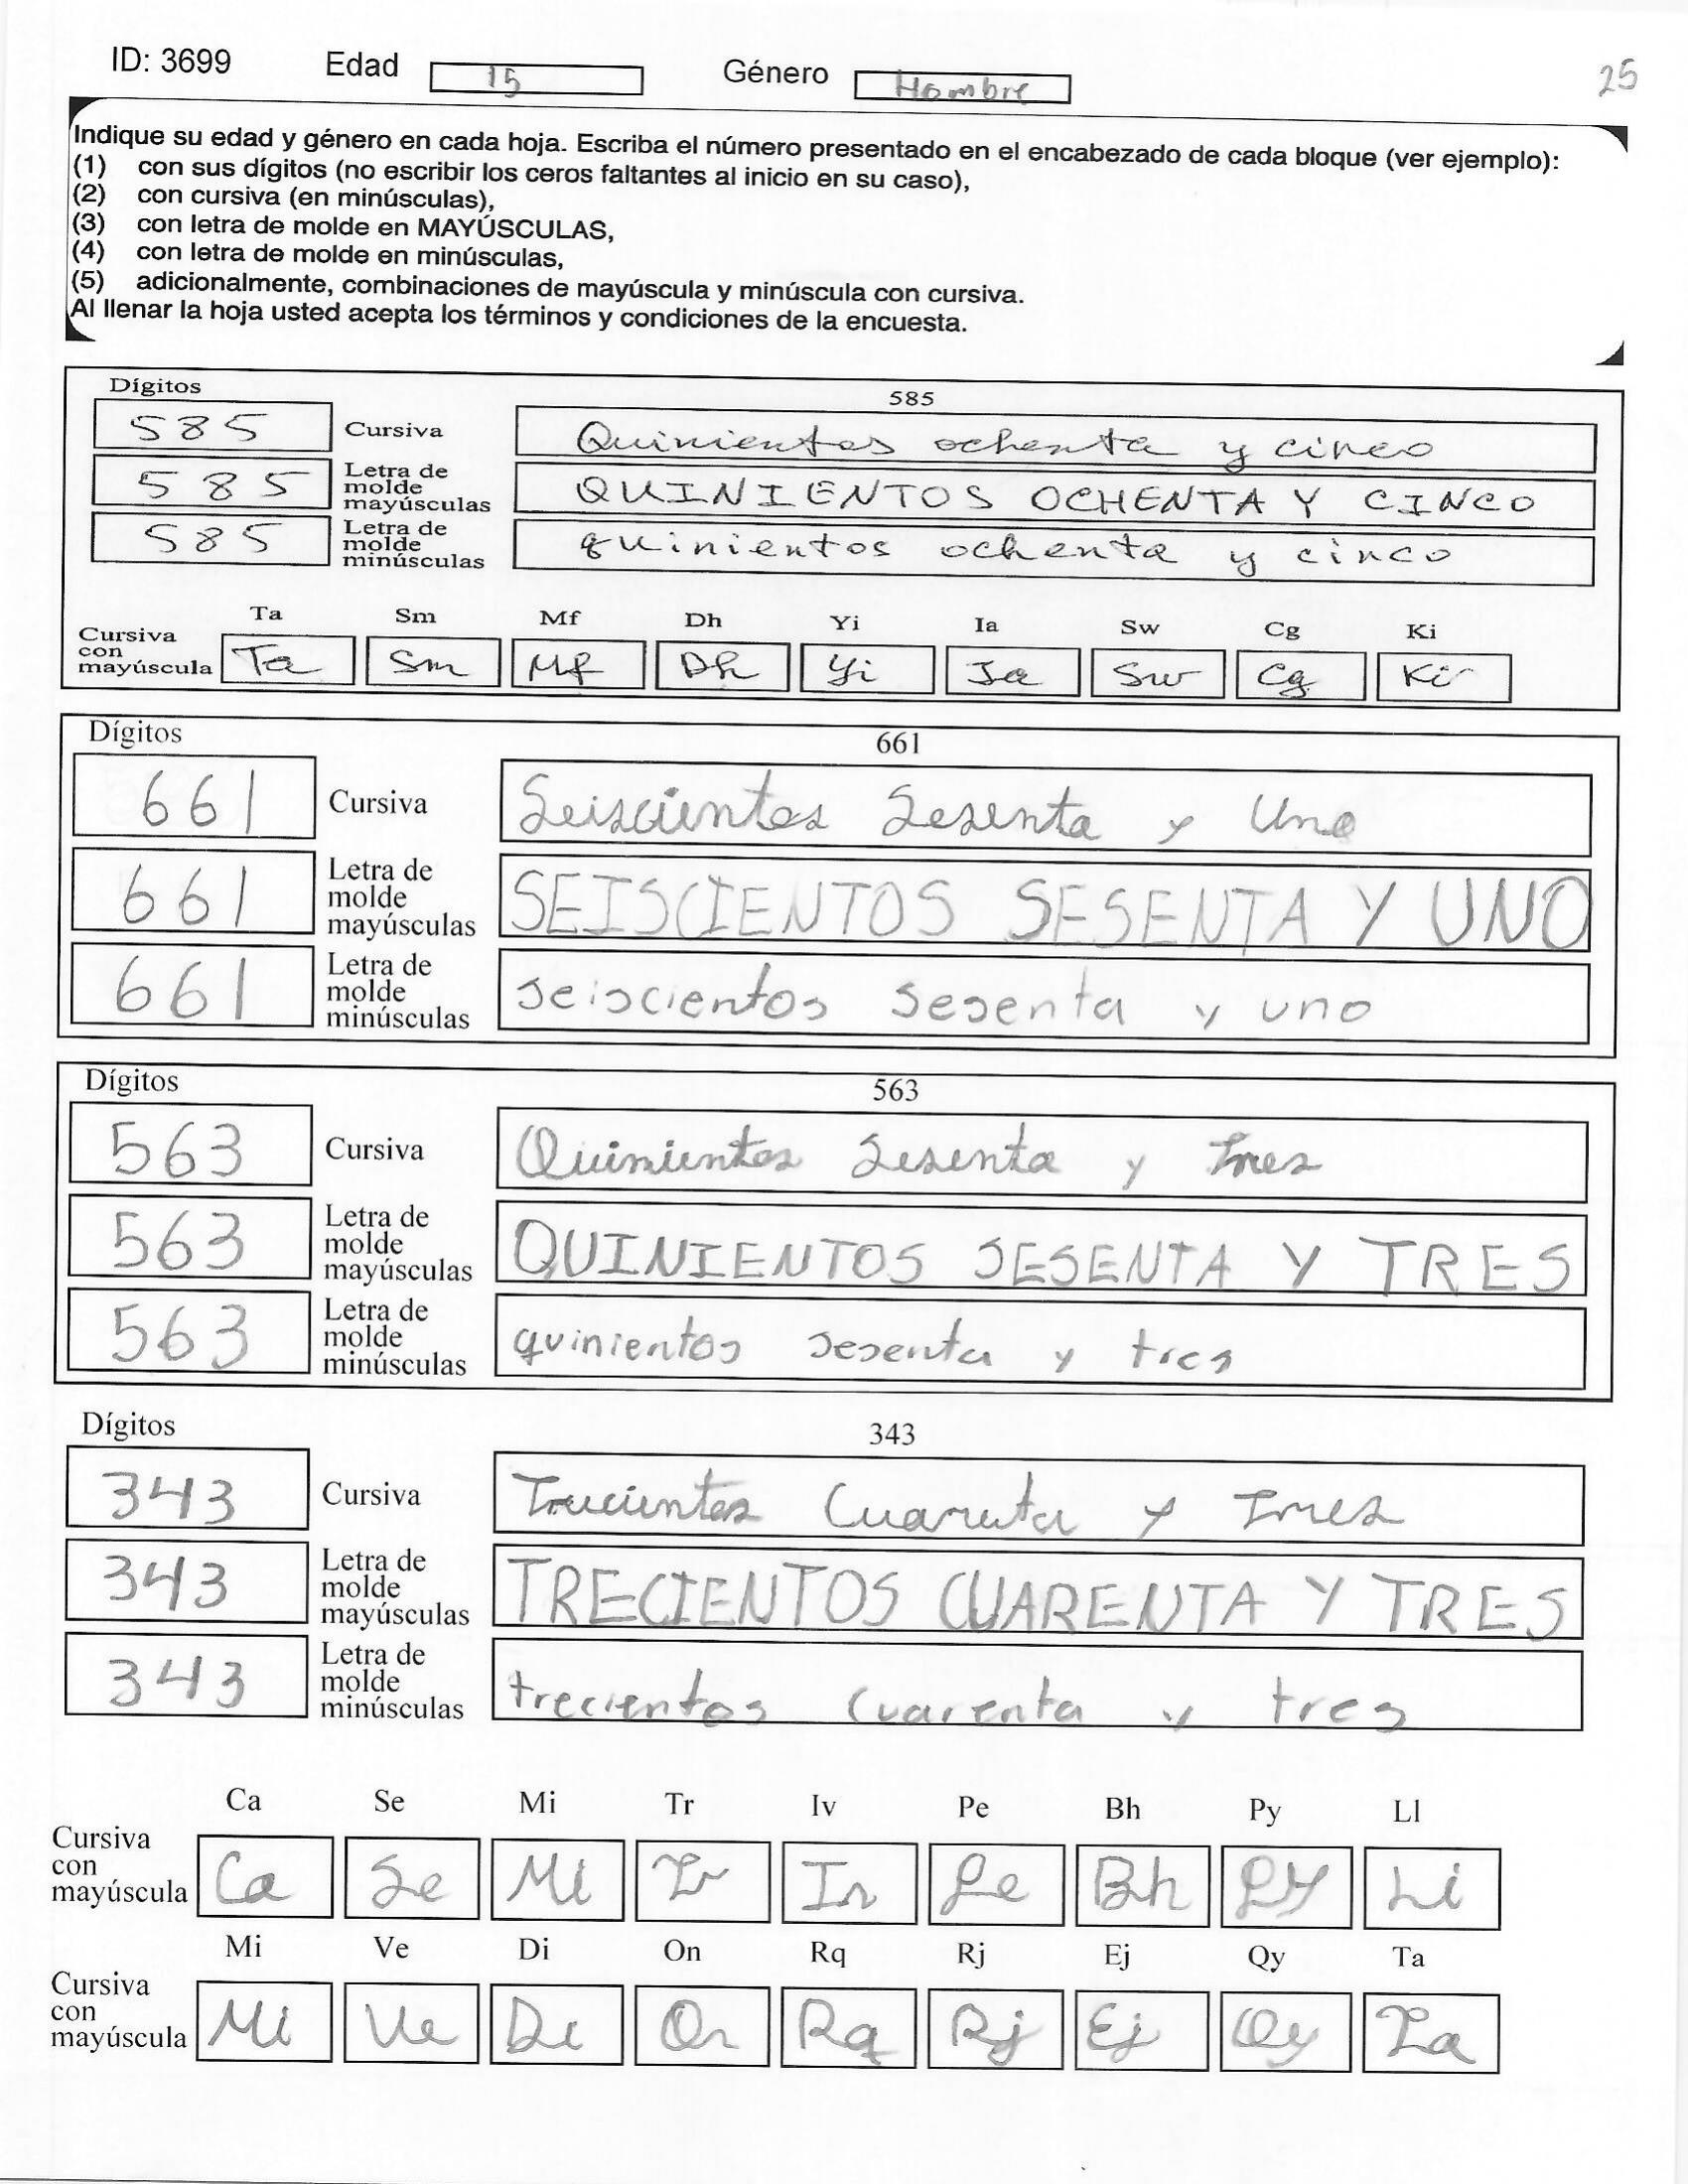 ID: 3699 Edad 15 Género Hombre 25
Indique su edad y género en cada hoja. Escriba el número presentado en el encabezado de cada bloque (ver ejemplo):
(1) con sus dígitos (no escribir los ceros faltantes al inicio en su caso),
(2) con cursiva (en minúsculas),
(3) con letra de molde en MAYÚSCULAS,
(4) con letra de molde en minúsculas,
(5) adicionalmente, combinaciones de mayúscula y minúscula con cursiva.
Al llenar la hoja usted acepta los términos y condiciones de la encuesta.
Dígitos 585
585 Cursiva Quinientos ochenta y cinco
585 Letra de molde mayúsculas QUINIENTOS OCHENTA Y CINCO
585 Letra de molde minúsculas quinientos ochenta y cinco
Ta Sm Mf Dh Yi Ia Sw Cg Ki
Cursiva con mayúscula Ta Sm Mf Dh Yi Ia Sw Cg Ki
Dígitos 661
661 Cursiva Seiscientos Sesenta y Uno
661 Letra de molde mayúsculas SEISCIENTOS SESENTA Y UNO
661 Letra de molde minúsculas seiscientos sesenta y uno
Dígitos 563
563 Cursiva Quinientos Sesenta y Tres
563 Letra de molde mayúsculas QUINIENTOS SESENTA Y TRES
563 Letra de molde minúsculas quinientos sesenta y tres
Dígitos 343
343 Cursiva Trecientos Cuareta y Tres
343 Letra de molde mayúsculas TRECIENTOS CUARENTA Y TRES
343 Letra de molde minúsculas trecientos cuarenta y tres
Ca Se Mi Tr Iv Pe Bh Py Ll
Cursiva con mayúscula Ca Se Mi Tr Iv Pe Bh PY Li
Mi Ve Di On Rq Rj Ej Qy Ta
Cursiva con mayúscula Mi Ve Di On Rq Rj Ej Qy Ta